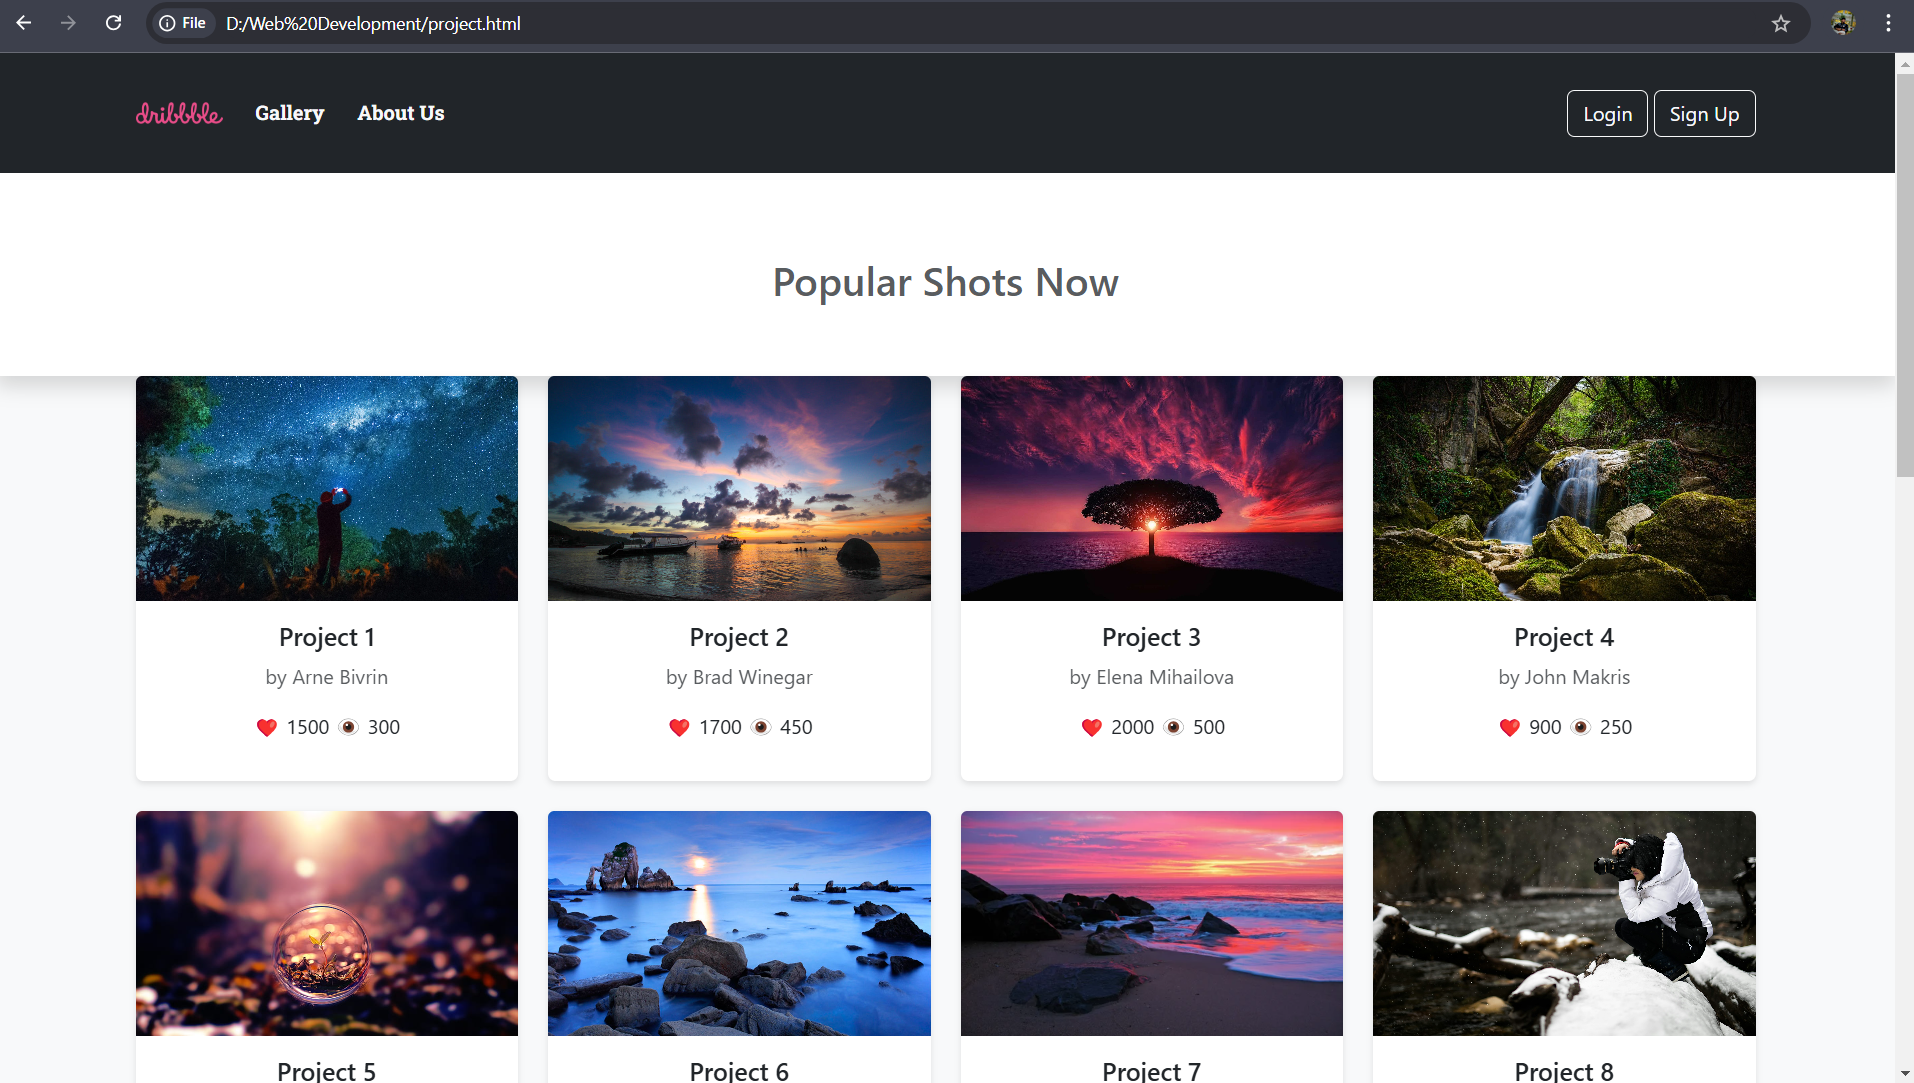 File D:/Web%20Development/project.html
dribbble Gallery About Us Login Sign Up
Popular Shots Now
Project 1
by Arne Bivrin
❤️ 1500 👁️ 300
Project 2
by Brad Winegar
❤️ 1700 👁️ 450
Project 3
by Elena Mihailova
❤️ 2000 👁️ 500
Project 4
by John Makris
❤️ 900 👁️ 250
Project 5
Project 6
Project 7
Project 8